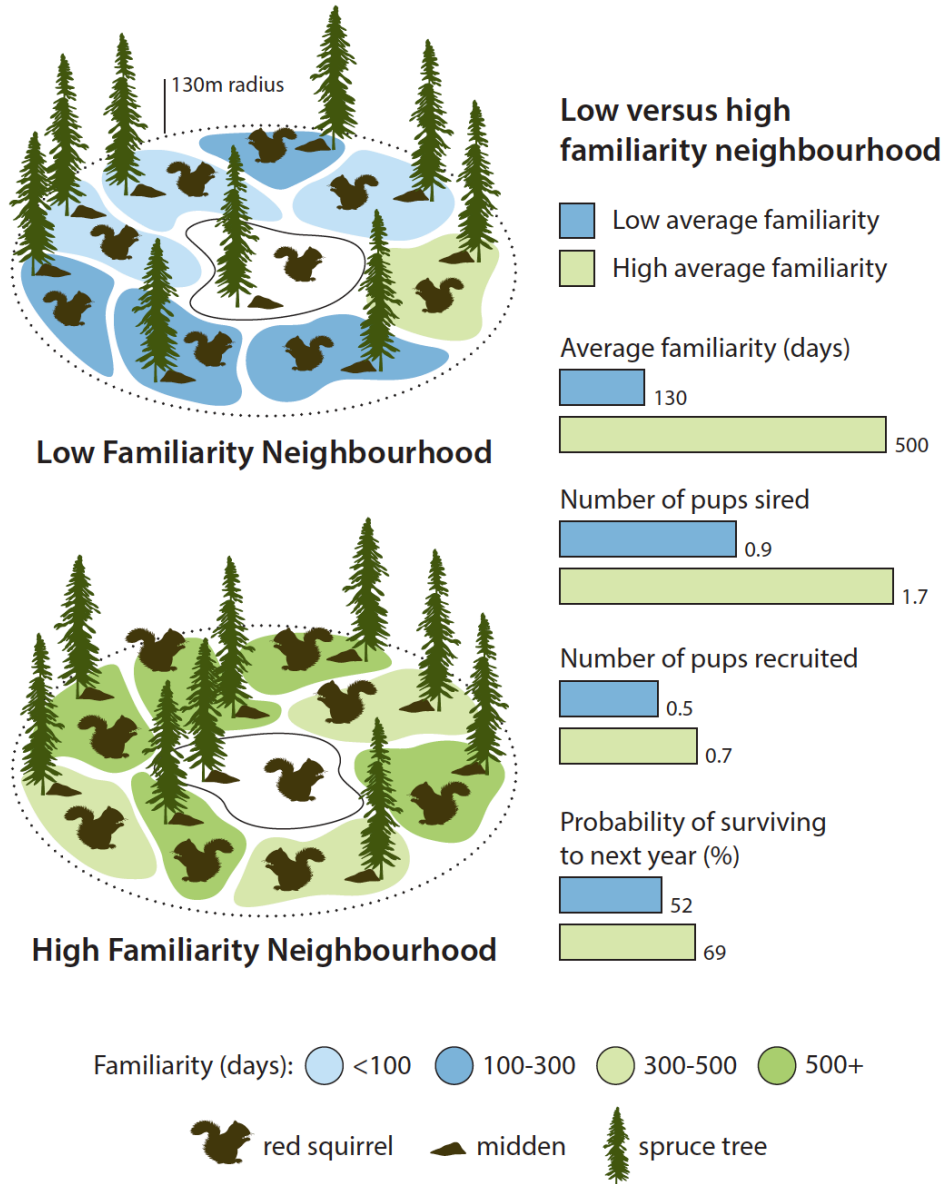 130m radius
Low Familiarity Neighbourhood
High Familiarity Neighbourhood
Low versus high
familiarity neighbourhood
Low average familiarity
High average familiarity
Average familiarity (days)
130
500
Number of pups sired
0.9
1.7
Number of pups recruited
0.5
0.7
Probability of surviving
to next year (%)
52
69
Familiarity (days): <100 100-300 300-500 500+
red squirrel midden spruce tree